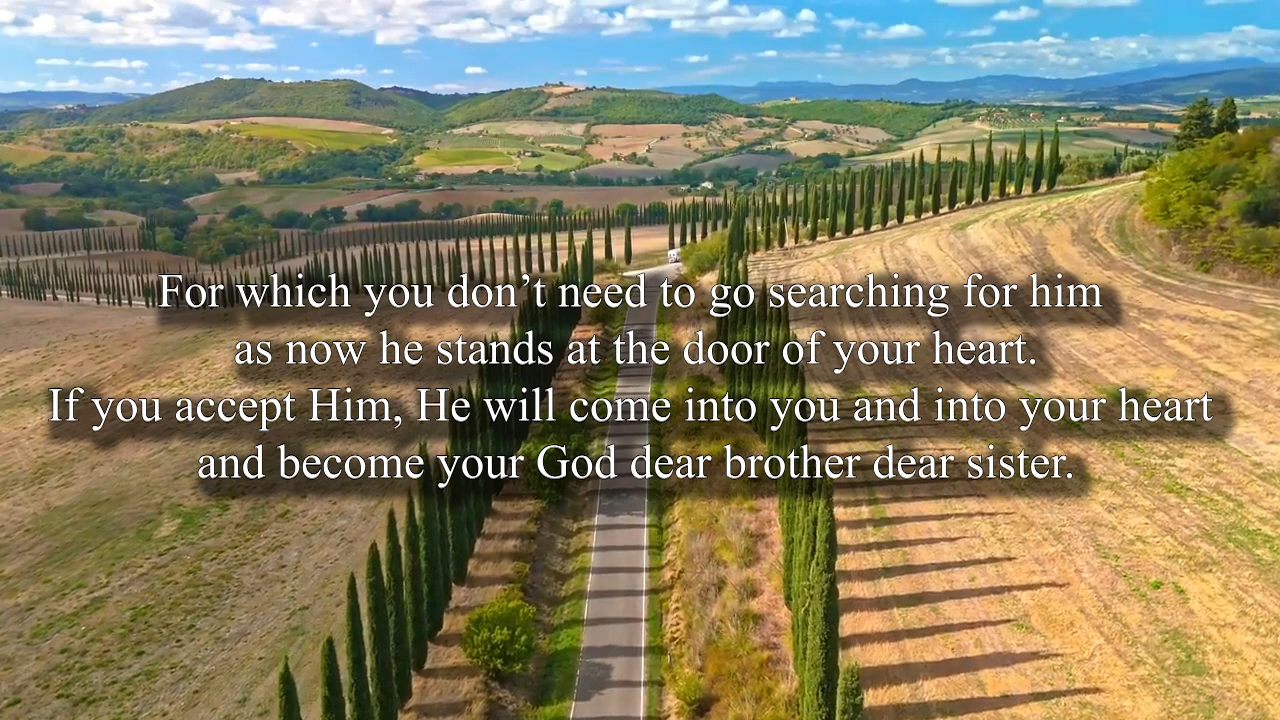 For which you don’t need to go searching for him
as now he stands at the door of your heart.
If you accept Him, He will come into you and into your heart
and become your God dear brother dear sister.